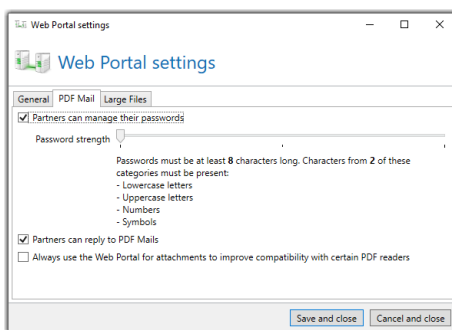 Web Portal settings
Web Portal settings
General PDF Mail Large Files
Partners can manage their passwords
Password strength
Passwords must be at least 8 characters long. Characters from 2 of these
categories must be present:
- Lowercase letters
- Uppercase letters
- Numbers
- Symbols
Partners can reply to PDF Mails
Always use the Web Portal for attachments to improve compatibility with certain PDF readers
Save and close Cancel and close